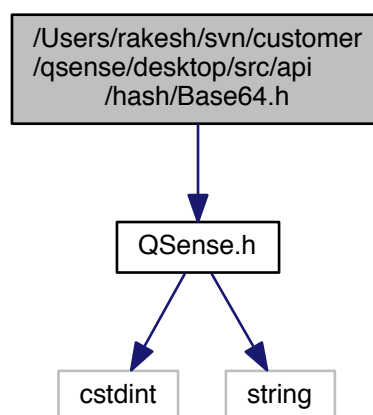 /Users/rakesh/svn/customer
/qsense/desktop/src/api
/hash/Base64.h
QSense.h
cstdint
string